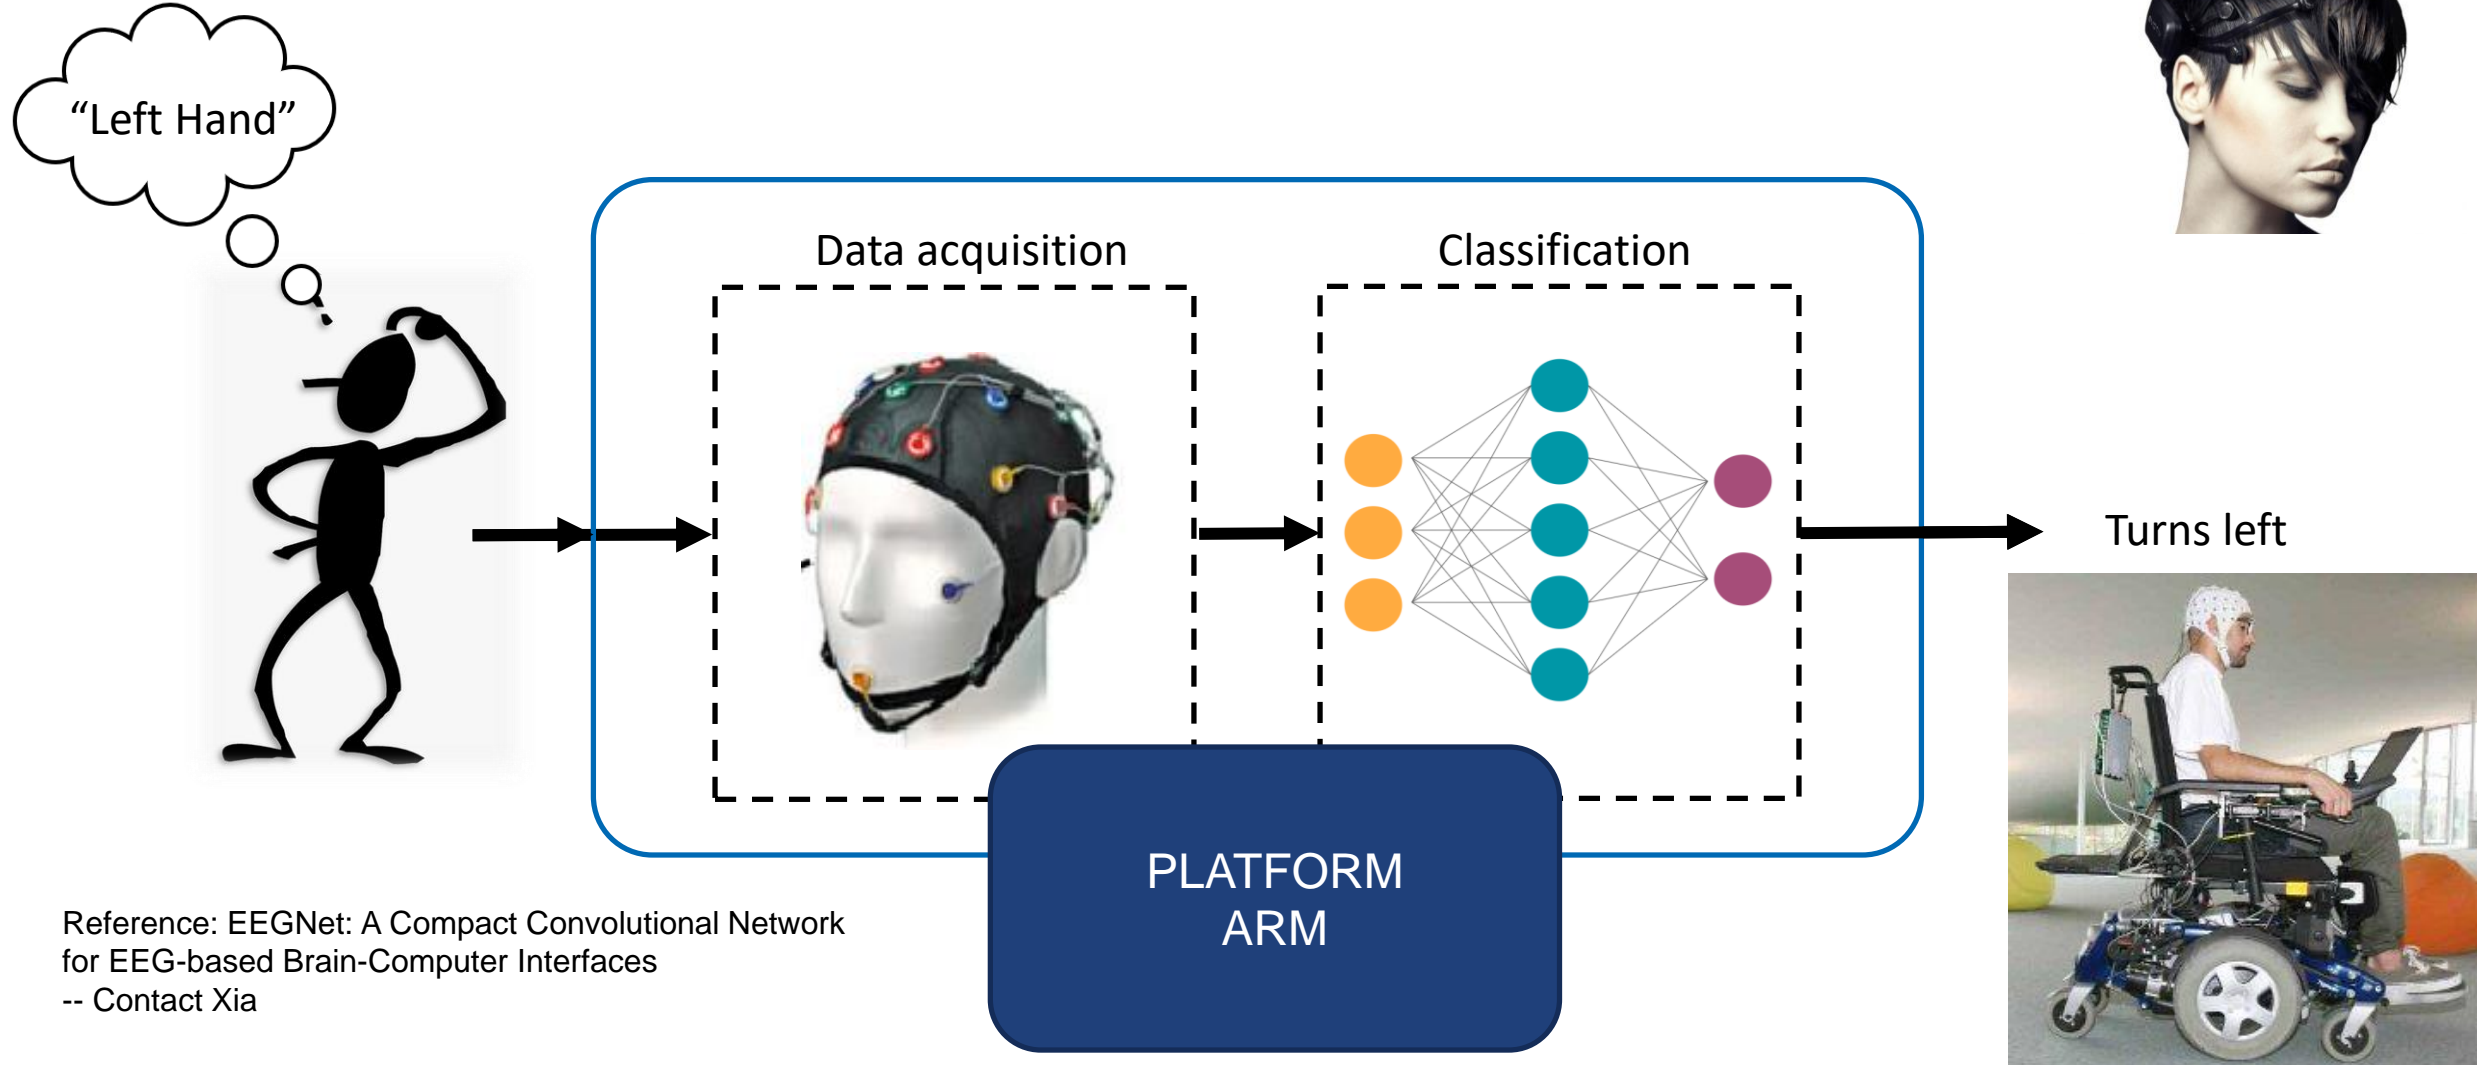 “Left Hand”
Data acquisition
Classification
Turns left
PLATFORM
ARM
Reference: EEGNet: A Compact Convolutional Network
for EEG-based Brain-Computer Interfaces
-- Contact Xia